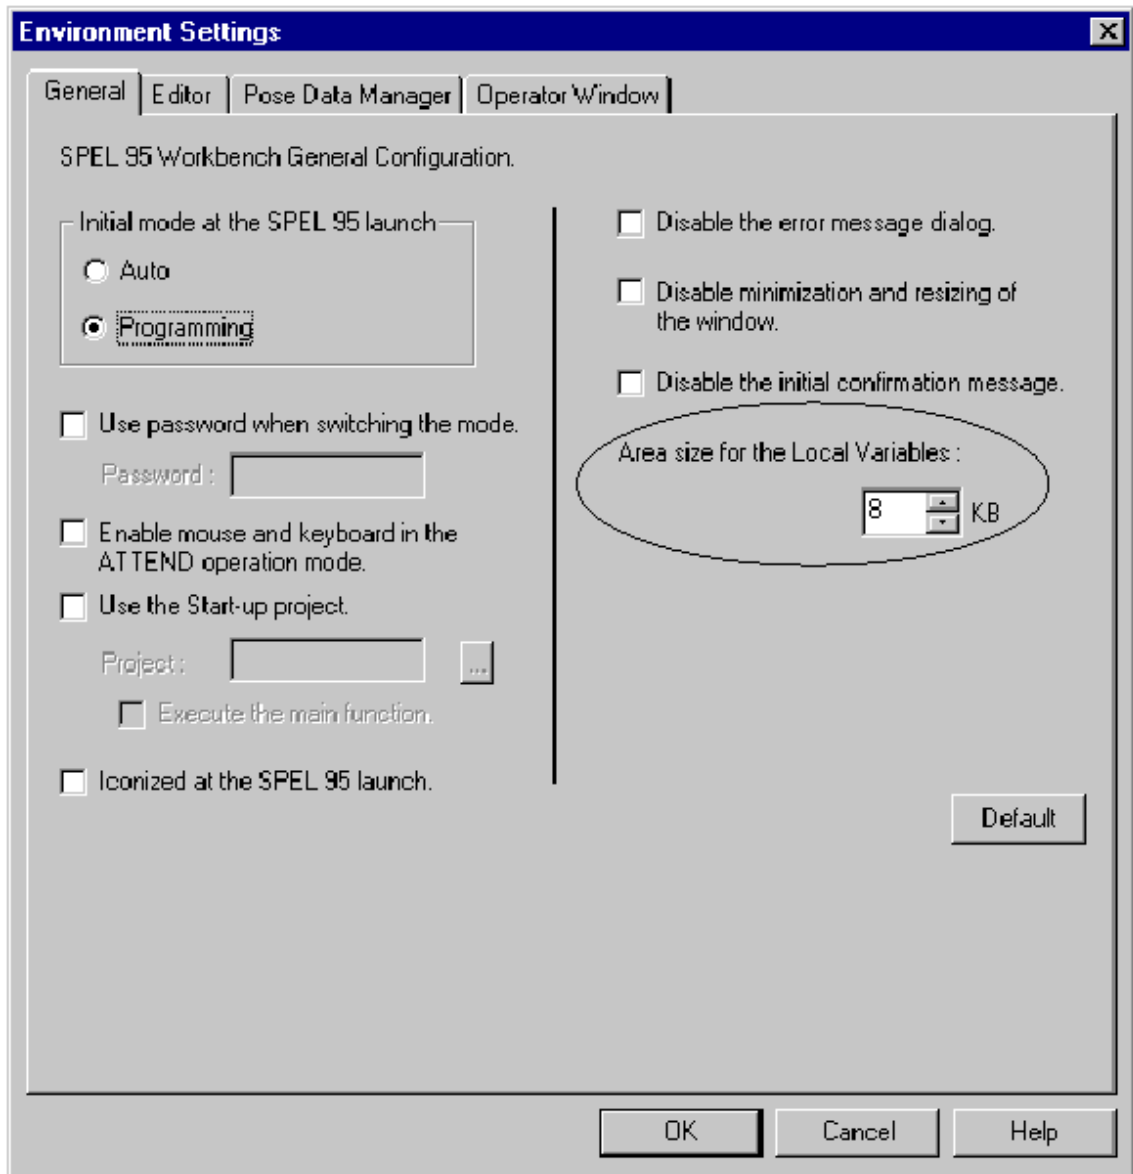 Environment Settings
General
Editor
Pose Data Manager
Operator Window
SPEL 95 Workbench General Configuration.
Initial mode at the SPEL 95 launch
Auto
Programming
Use password when switching the mode.
Password :
Enable mouse and keyboard in the
ATTEND operation mode.
Use the Start-up project.
Project :
...
Execute the main function.
Iconized at the SPEL 95 launch.
Disable the error message dialog.
Disable minimization and resizing of
the window.
Disable the initial confirmation message.
Area size for the Local Variables :
8 KB
Default
OK
Cancel
Help